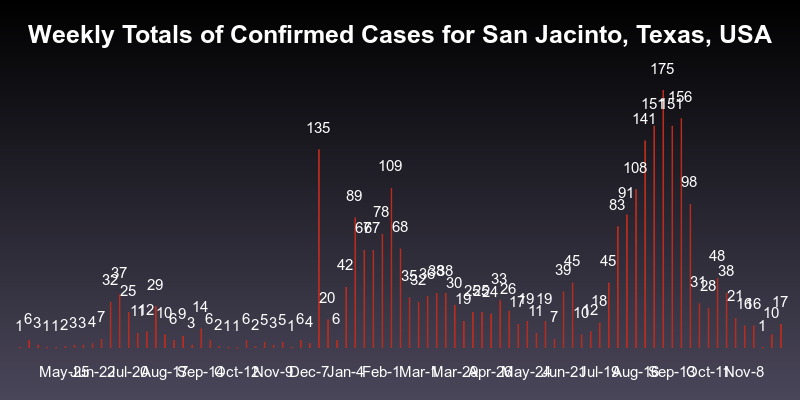 Weekly Totals of Confirmed Cases for San Jacinto, Texas, USA
1 6 3 1 1 2 3 3 4 7 32 37 25 11 12 29 10 6 9 3 14 6 2 1 1 6 2 5 3 5 1 6 4 135 20 6 42 89 67 67 78 109 68 35 32 36 38 38 30 19 25 25 24 33 26 17 19 11 19 7 39 45 10 12 18 45 83 91 108 141 151 175 151 156 98 31 28 48 38 21 16 16 1 10 17
May-25 Jun-22 Jul-20 Aug-17 Sep-14 Oct-12 Nov-9 Dec-7 Jan-4 Feb-1 Mar-1 Mar-29 Apr-26 May-24 Jun-21 Jul-19 Aug-16 Sep-13 Oct-11 Nov-8